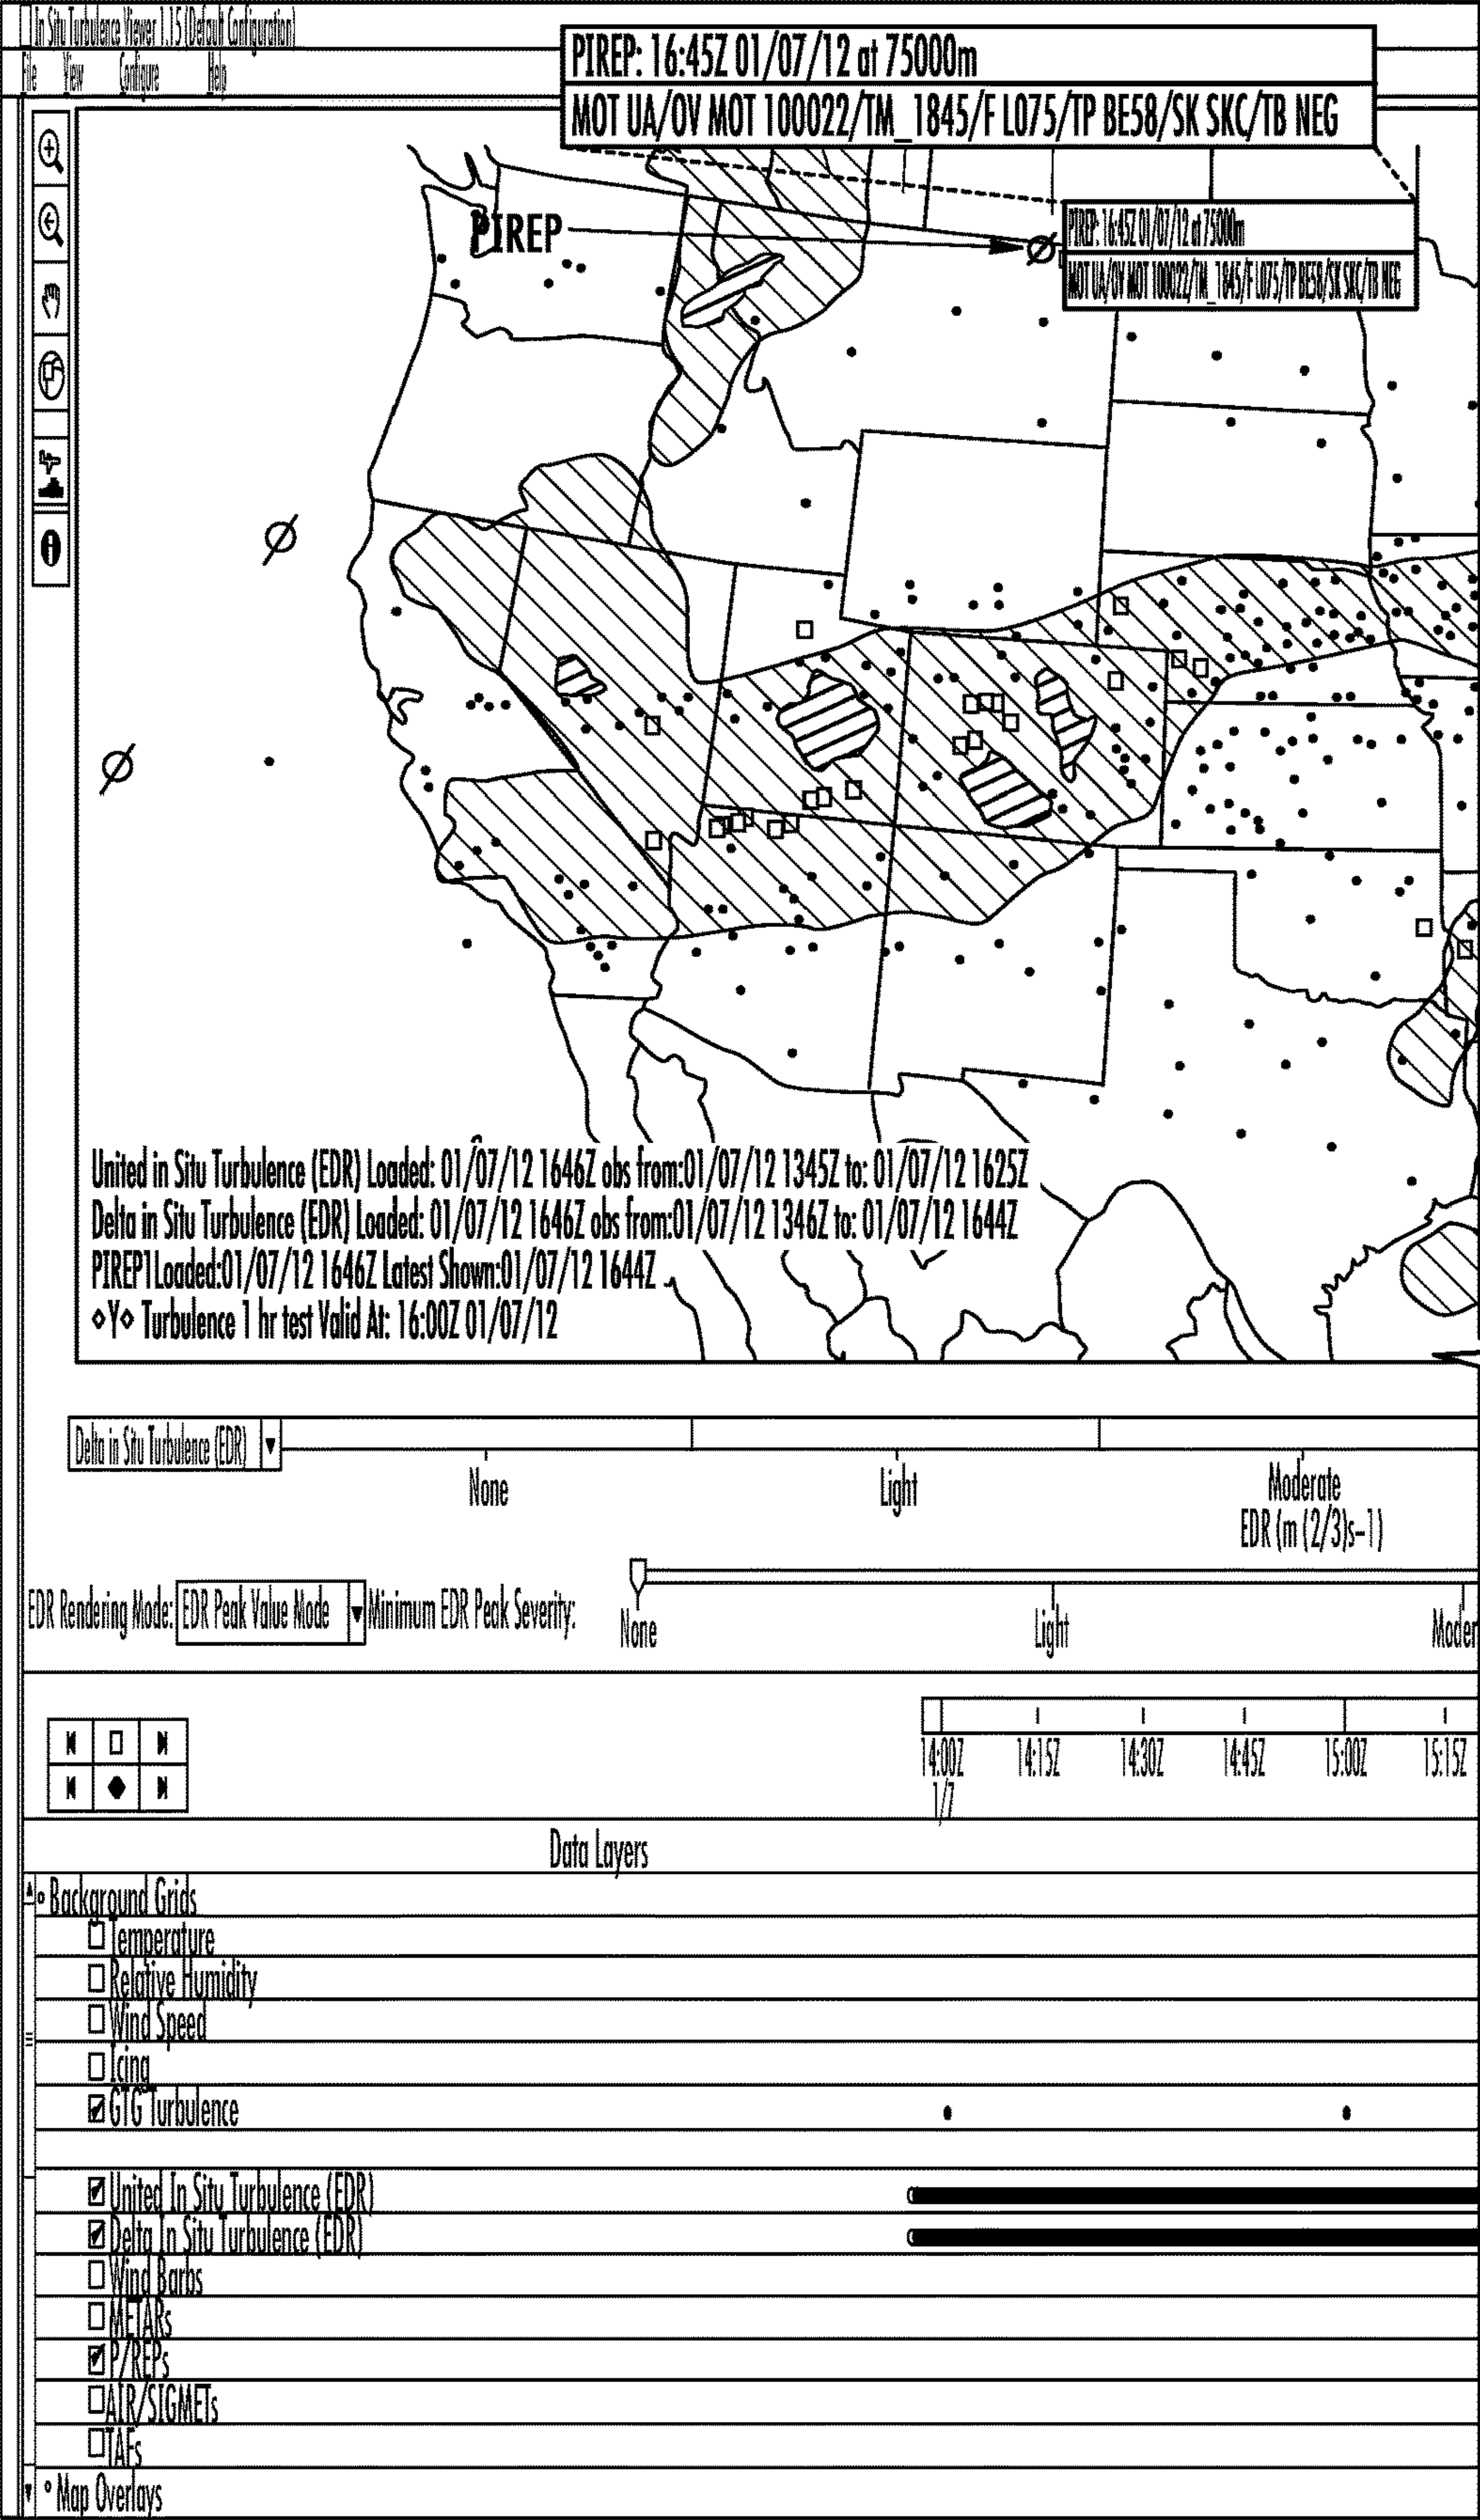 In Situ Turbulence Viewer 1.15 (Default Configuration)
File View Configure Help
PIREP: 16:45Z 01/07/12 at 75000m
MOT UA/OV MOT 100022/TM_1845/F L075/TP BE58/SK SKC/TB NEG
PIREP
PIREP: 16:45Z 01/07/12 at 75000m
MOT UA/OV MOT 100022/TM_1845/F L075/TP BE58/SK SKC/TB NEG
United in Situ Turbulence (EDR) Loaded: 01/07/12 1646Z obs from:01/07/12 1345Z to: 01/07/12 1625Z
Delta in Situ Turbulence (EDR) Loaded: 01/07/12 1646Z obs from:01/07/12 1346Z to: 01/07/12 1644Z
PIREP1Loaded:01/07/12 1646Z Latest Shown:01/07/12 1644Z
⋄Y⋄ Turbulence 1 hr test Valid At: 16:00Z 01/07/12
Delta in Situ Turbulence (EDR)
None Light Moderate
EDR (m (2/3)s-1)
EDR Rendering Mode: EDR Peak Value Mode Minimum EDR Peak Severity:
None Light Moder
14:00Z 14:15Z 14:30Z 14:45Z 15:00Z 15:15Z
1/7
Data Layers
Background Grids
Temperature
Relative Humidity
Wind Speed
Icing
GTG Turbulence
United In Situ Turbulence (EDR)
Delta In Situ Turbulence (EDR)
Wind Barbs
METARs
P/REPs
AIR/SIGMETs
TAFs
Map Overlays